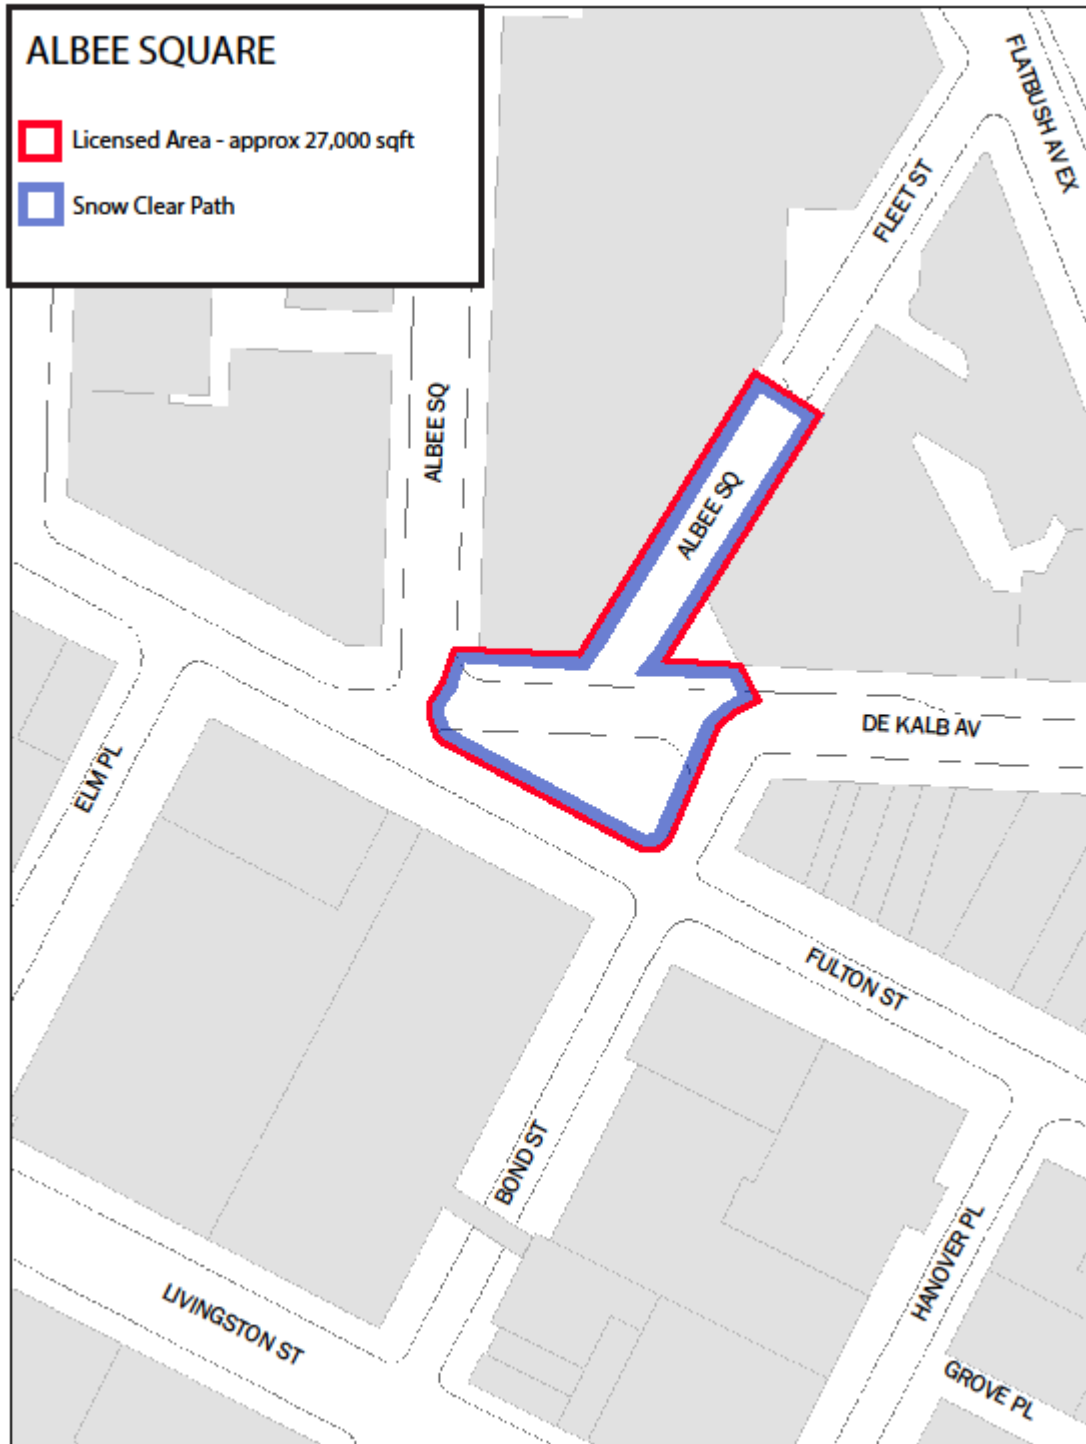 ALBEE SQUARE
Licensed Area - approx 27,000 sqft
Snow Clear Path
FLATBUSH AV EX
FLEET ST
ALBEE SQ
ALBEE SQ
DE KALB AV
ELM PL
FULTON ST
BOND ST
HANOVER PL
LIVINGSTON ST
GROVE PL